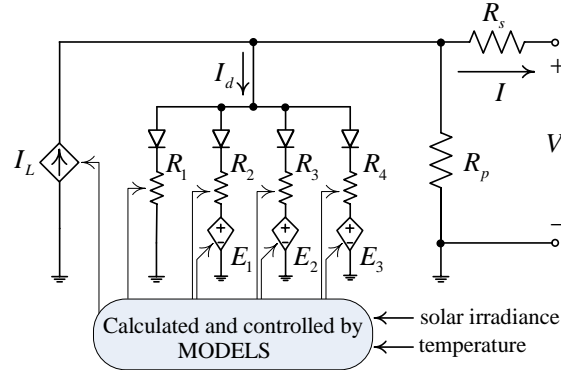 R_s
I_d
I
+
I_L
R_1 R_2 R_3 R_4
R_p
V
+ + +
- - -
E_1 E_2 E_3
−
Calculated and controlled by
MODELS
solar irradiance
temperature